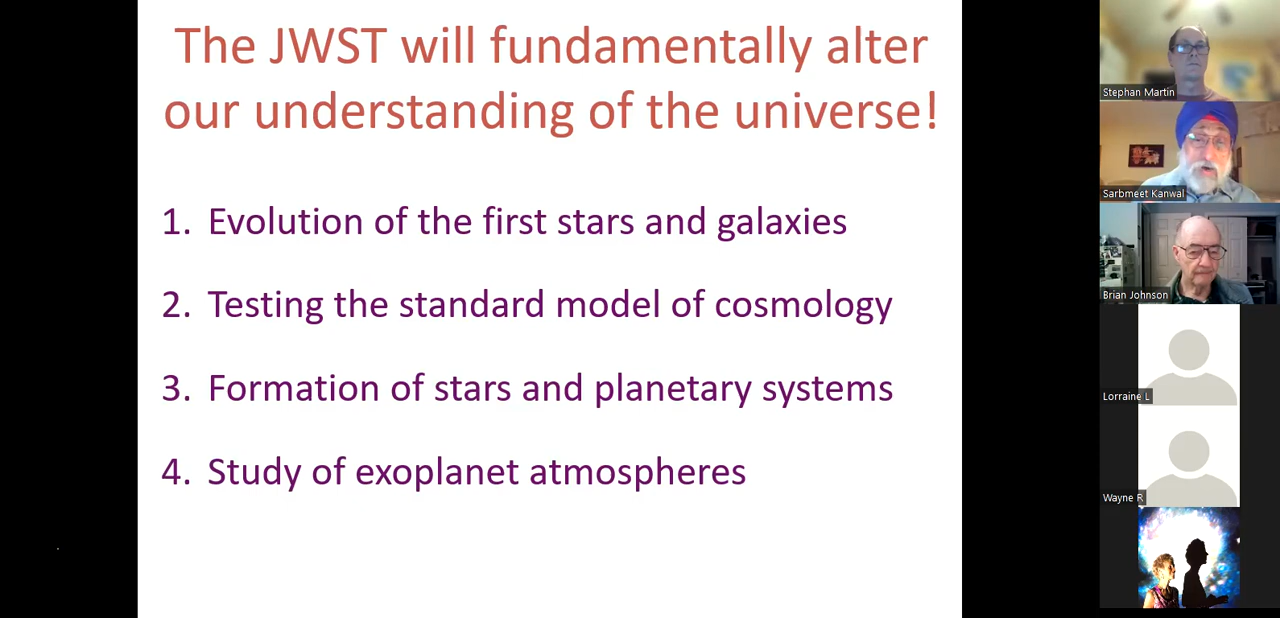 The JWST will fundamentally alter
our understanding of the universe!
1. Evolution of the first stars and galaxies
2. Testing the standard model of cosmology
3. Formation of stars and planetary systems
4. Study of exoplanet atmospheres
Stephan Martin
Sarbmeet Kanwal
Brian Johnson
Lorraine L
Wayne R